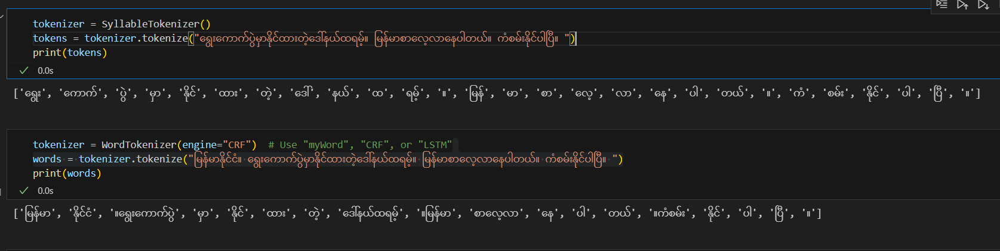 tokenizer = SyllableTokenizer()
tokens = tokenizer.tokenize("ရွေးကောက်ပွဲမှာနိုင်ထားတဲ့ဒေါ်နယ်ထရမ့်။ မြန်မာစာလေ့လာနေပါတယ်။ ကံစမ်းနိုင်ပါပြီ။ ")
print(tokens)
0.0s
['ရွေး', 'ကောက်', 'ပွဲ', 'မှာ', 'နိုင်', 'ထား', 'တဲ့', 'ဒေါ်', 'နယ်', 'ထ', 'ရမ့်', '။', 'မြန်', 'မာ', 'စာ', 'လေ့', 'လာ', 'နေ', 'ပါ', 'တယ်', '။', 'ကံ', 'စမ်း', 'နိုင်', 'ပါ', 'ပြီ', '။']
tokenizer = WordTokenizer(engine="CRF")  # Use "myWord", "CRF", or "LSTM"
words = tokenizer.tokenize("မြန်မာနိုင်ငံ။ ရွေးကောက်ပွဲမှာနိုင်ထားတဲ့ဒေါ်နယ်ထရမ့်။ မြန်မာစာလေ့လာနေပါတယ်။ ကံစမ်းနိုင်ပါပြီ။ ")
print(words)
0.0s
['မြန်မာ', 'နိုင်ငံ', '။ရွေးကောက်ပွဲ', 'မှာ', 'နိုင်', 'ထား', 'တဲ့', 'ဒေါ်နယ်ထရမ့်', '။မြန်မာ', 'စာလေ့လာ', 'နေ', 'ပါ', 'တယ်', '။ကံစမ်း', 'နိုင်', 'ပါ', 'ပြီ', '။']